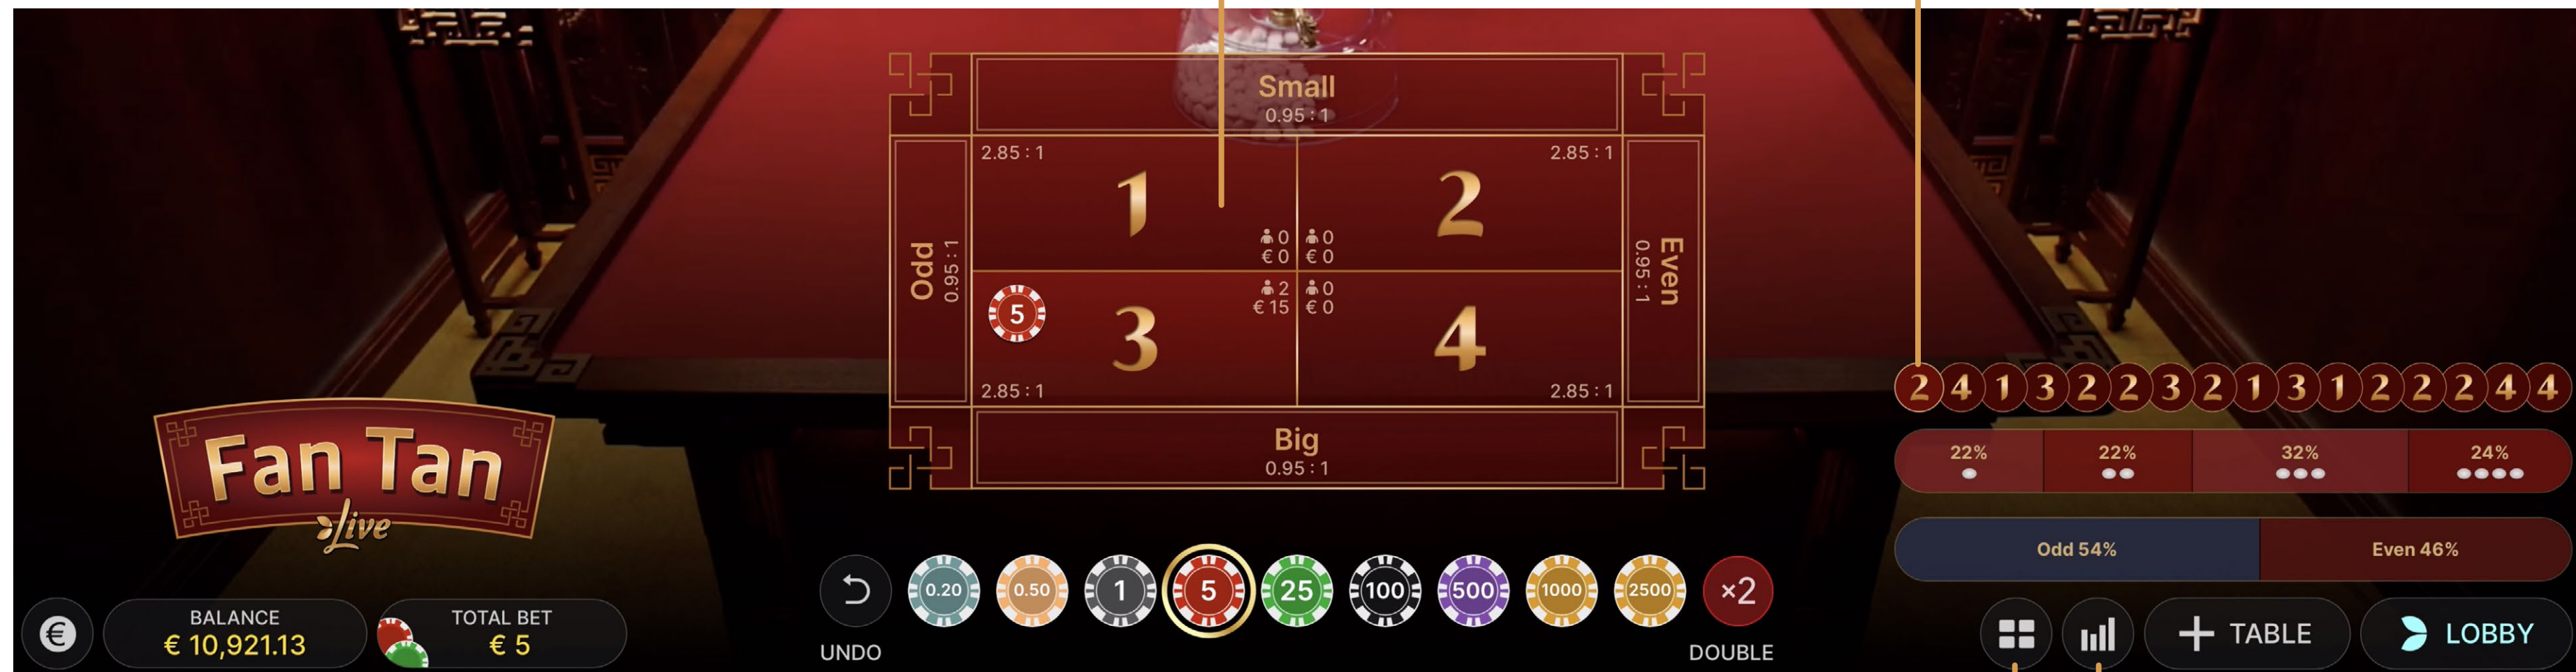 Small
0.95 : 1
2.85 : 1
2.85 : 1
1
2
0
€ 0
0
€ 0
Odd
0.95 : 1
Even
0.95 : 1
5
3
4
2
€ 15
0
€ 0
2.85 : 1
2.85 : 1
Big
0.95 : 1
Fan Tan
Live
2 4 1 3 2 2 3 2 1 3 1 2 2 2 4 4
22% 22% 32% 24%
Odd 54% Even 46%
0.20 0.50 1 5 25 100 500 1000 2500 ×2
UNDO
DOUBLE
€
BALANCE
€ 10,921.13
TOTAL BET
€ 5
+ TABLE
LOBBY